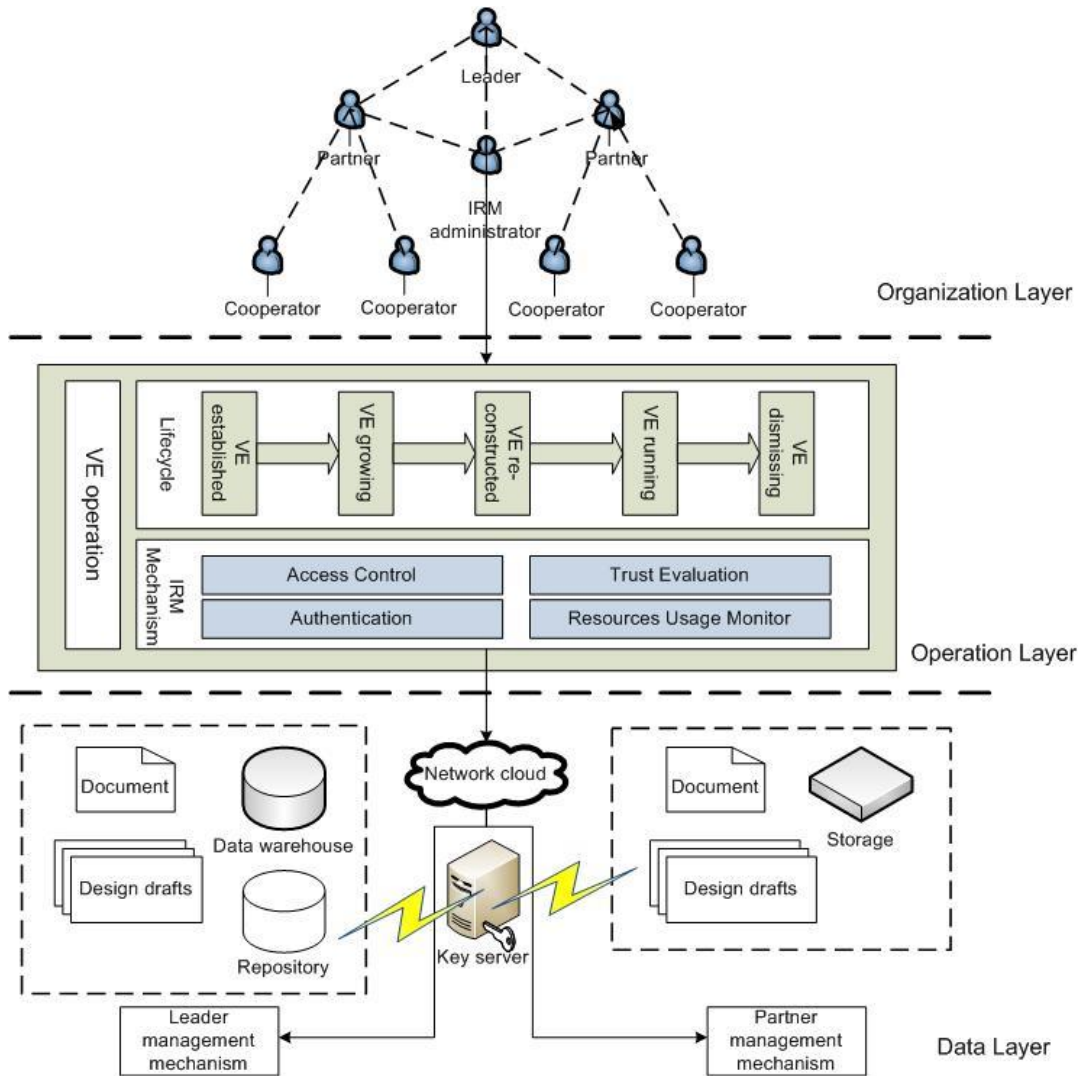 Leader
Partner
Partner
IRM
administrator
Cooperator
Cooperator
Cooperator
Cooperator
Organization Layer
VE operation
Lifecycle
VE
established
VE growing
VE re-
constructed
VE running
VE
dismissing
IRM
Mechanism
Access Control
Trust Evaluation
Authentication
Resources Usage Monitor
Operation Layer
Document
Data warehouse
Design drafts
Repository
Network cloud
Key server
Document
Storage
Design drafts
Leader
management
mechanism
Partner
management
mechanism
Data Layer